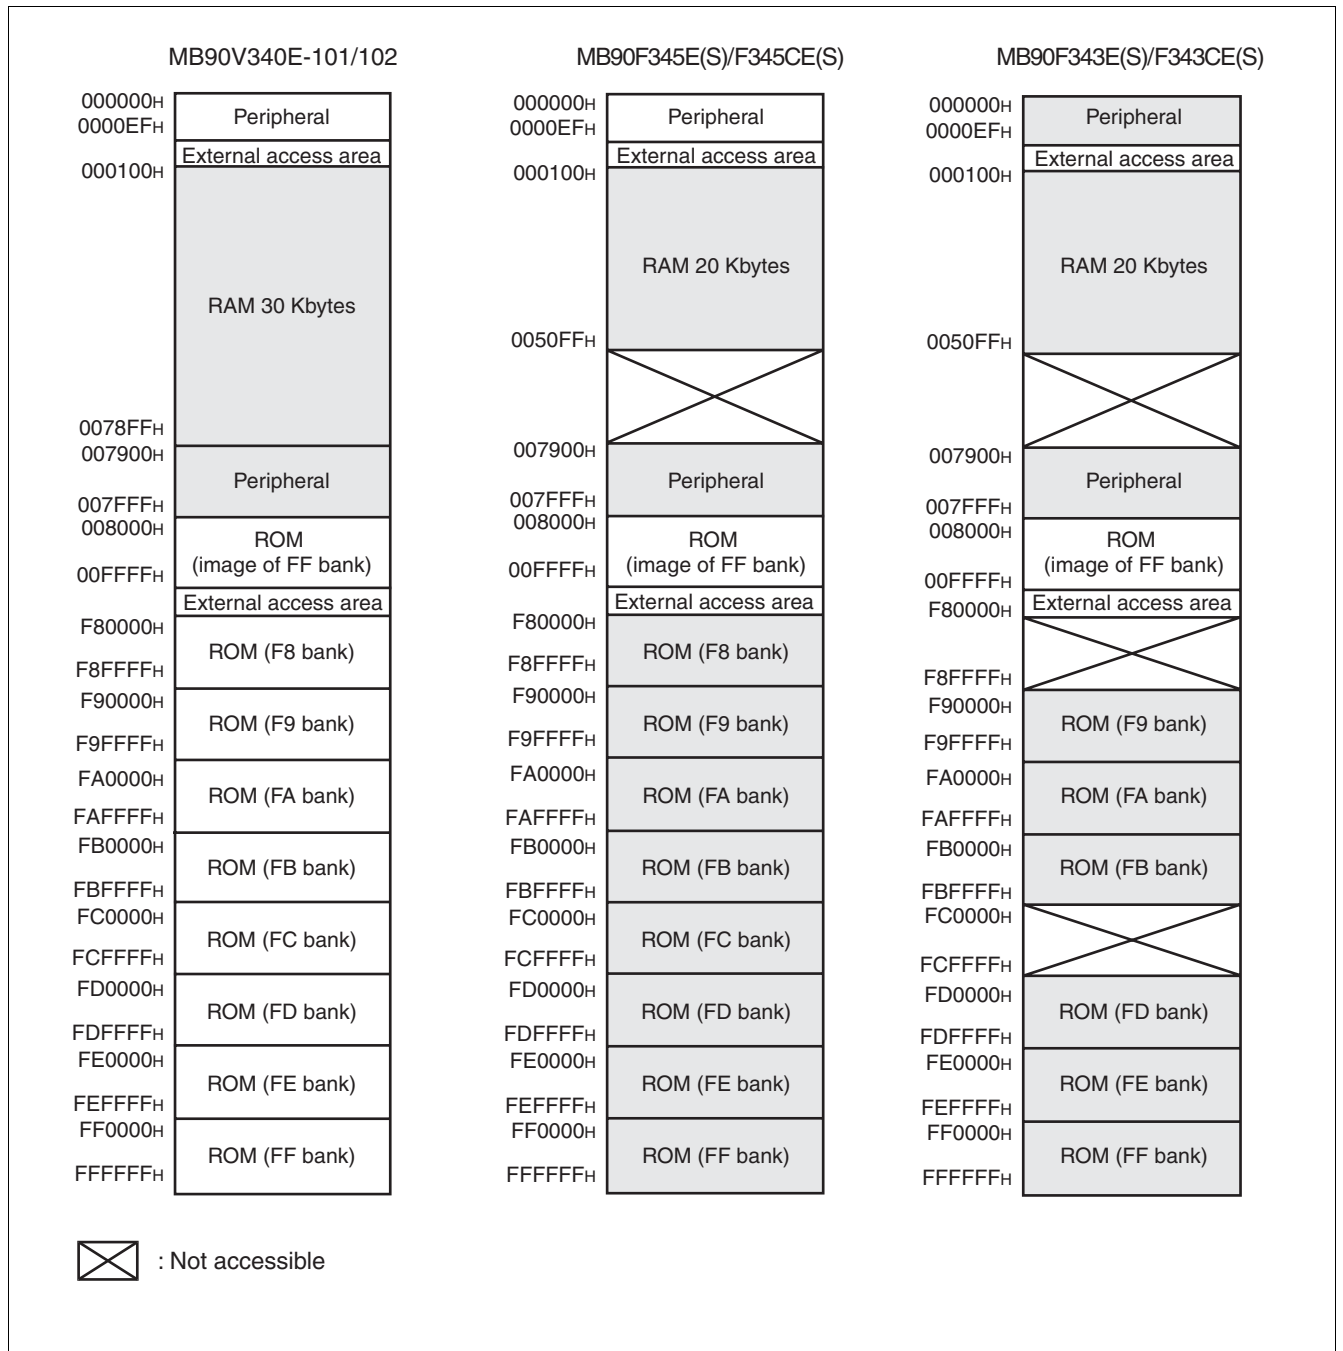 MB90V340E-101/102
000000H
0000EFH
Peripheral
External access area
000100H
RAM 30 Kbytes
0078FFH
007900H
Peripheral
007FFFH
008000H
ROM
(image of FF bank)
00FFFFH
External access area
F80000H
ROM (F8 bank)
F8FFFFH
F90000H
ROM (F9 bank)
F9FFFFH
FA0000H
ROM (FA bank)
FAFFFFH
FB0000H
ROM (FB bank)
FBFFFFH
FC0000H
ROM (FC bank)
FCFFFFH
FD0000H
ROM (FD bank)
FDFFFFH
FE0000H
ROM (FE bank)
FEFFFFH
FF0000H
ROM (FF bank)
FFFFFFH
MB90F345E(S)/F345CE(S)
000000H
0000EFH
Peripheral
External access area
000100H
RAM 20 Kbytes
0050FFH
007900H
Peripheral
007FFFH
008000H
ROM
(image of FF bank)
00FFFFH
External access area
F80000H
ROM (F8 bank)
F8FFFFH
F90000H
ROM (F9 bank)
F9FFFFH
FA0000H
ROM (FA bank)
FAFFFFH
FB0000H
ROM (FB bank)
FBFFFFH
FC0000H
ROM (FC bank)
FCFFFFH
FD0000H
ROM (FD bank)
FDFFFFH
FE0000H
ROM (FE bank)
FEFFFFH
FF0000H
ROM (FF bank)
FFFFFFH
MB90F343E(S)/F343CE(S)
000000H
0000EFH
Peripheral
External access area
000100H
RAM 20 Kbytes
0050FFH
007900H
Peripheral
007FFFH
008000H
ROM
(image of FF bank)
00FFFFH
External access area
F80000H
F8FFFFH
F90000H
ROM (F9 bank)
F9FFFFH
FA0000H
ROM (FA bank)
FAFFFFH
FB0000H
ROM (FB bank)
FBFFFFH
FC0000H
FCFFFFH
FD0000H
ROM (FD bank)
FDFFFFH
FE0000H
ROM (FE bank)
FEFFFFH
FF0000H
ROM (FF bank)
FFFFFFH
: Not accessible